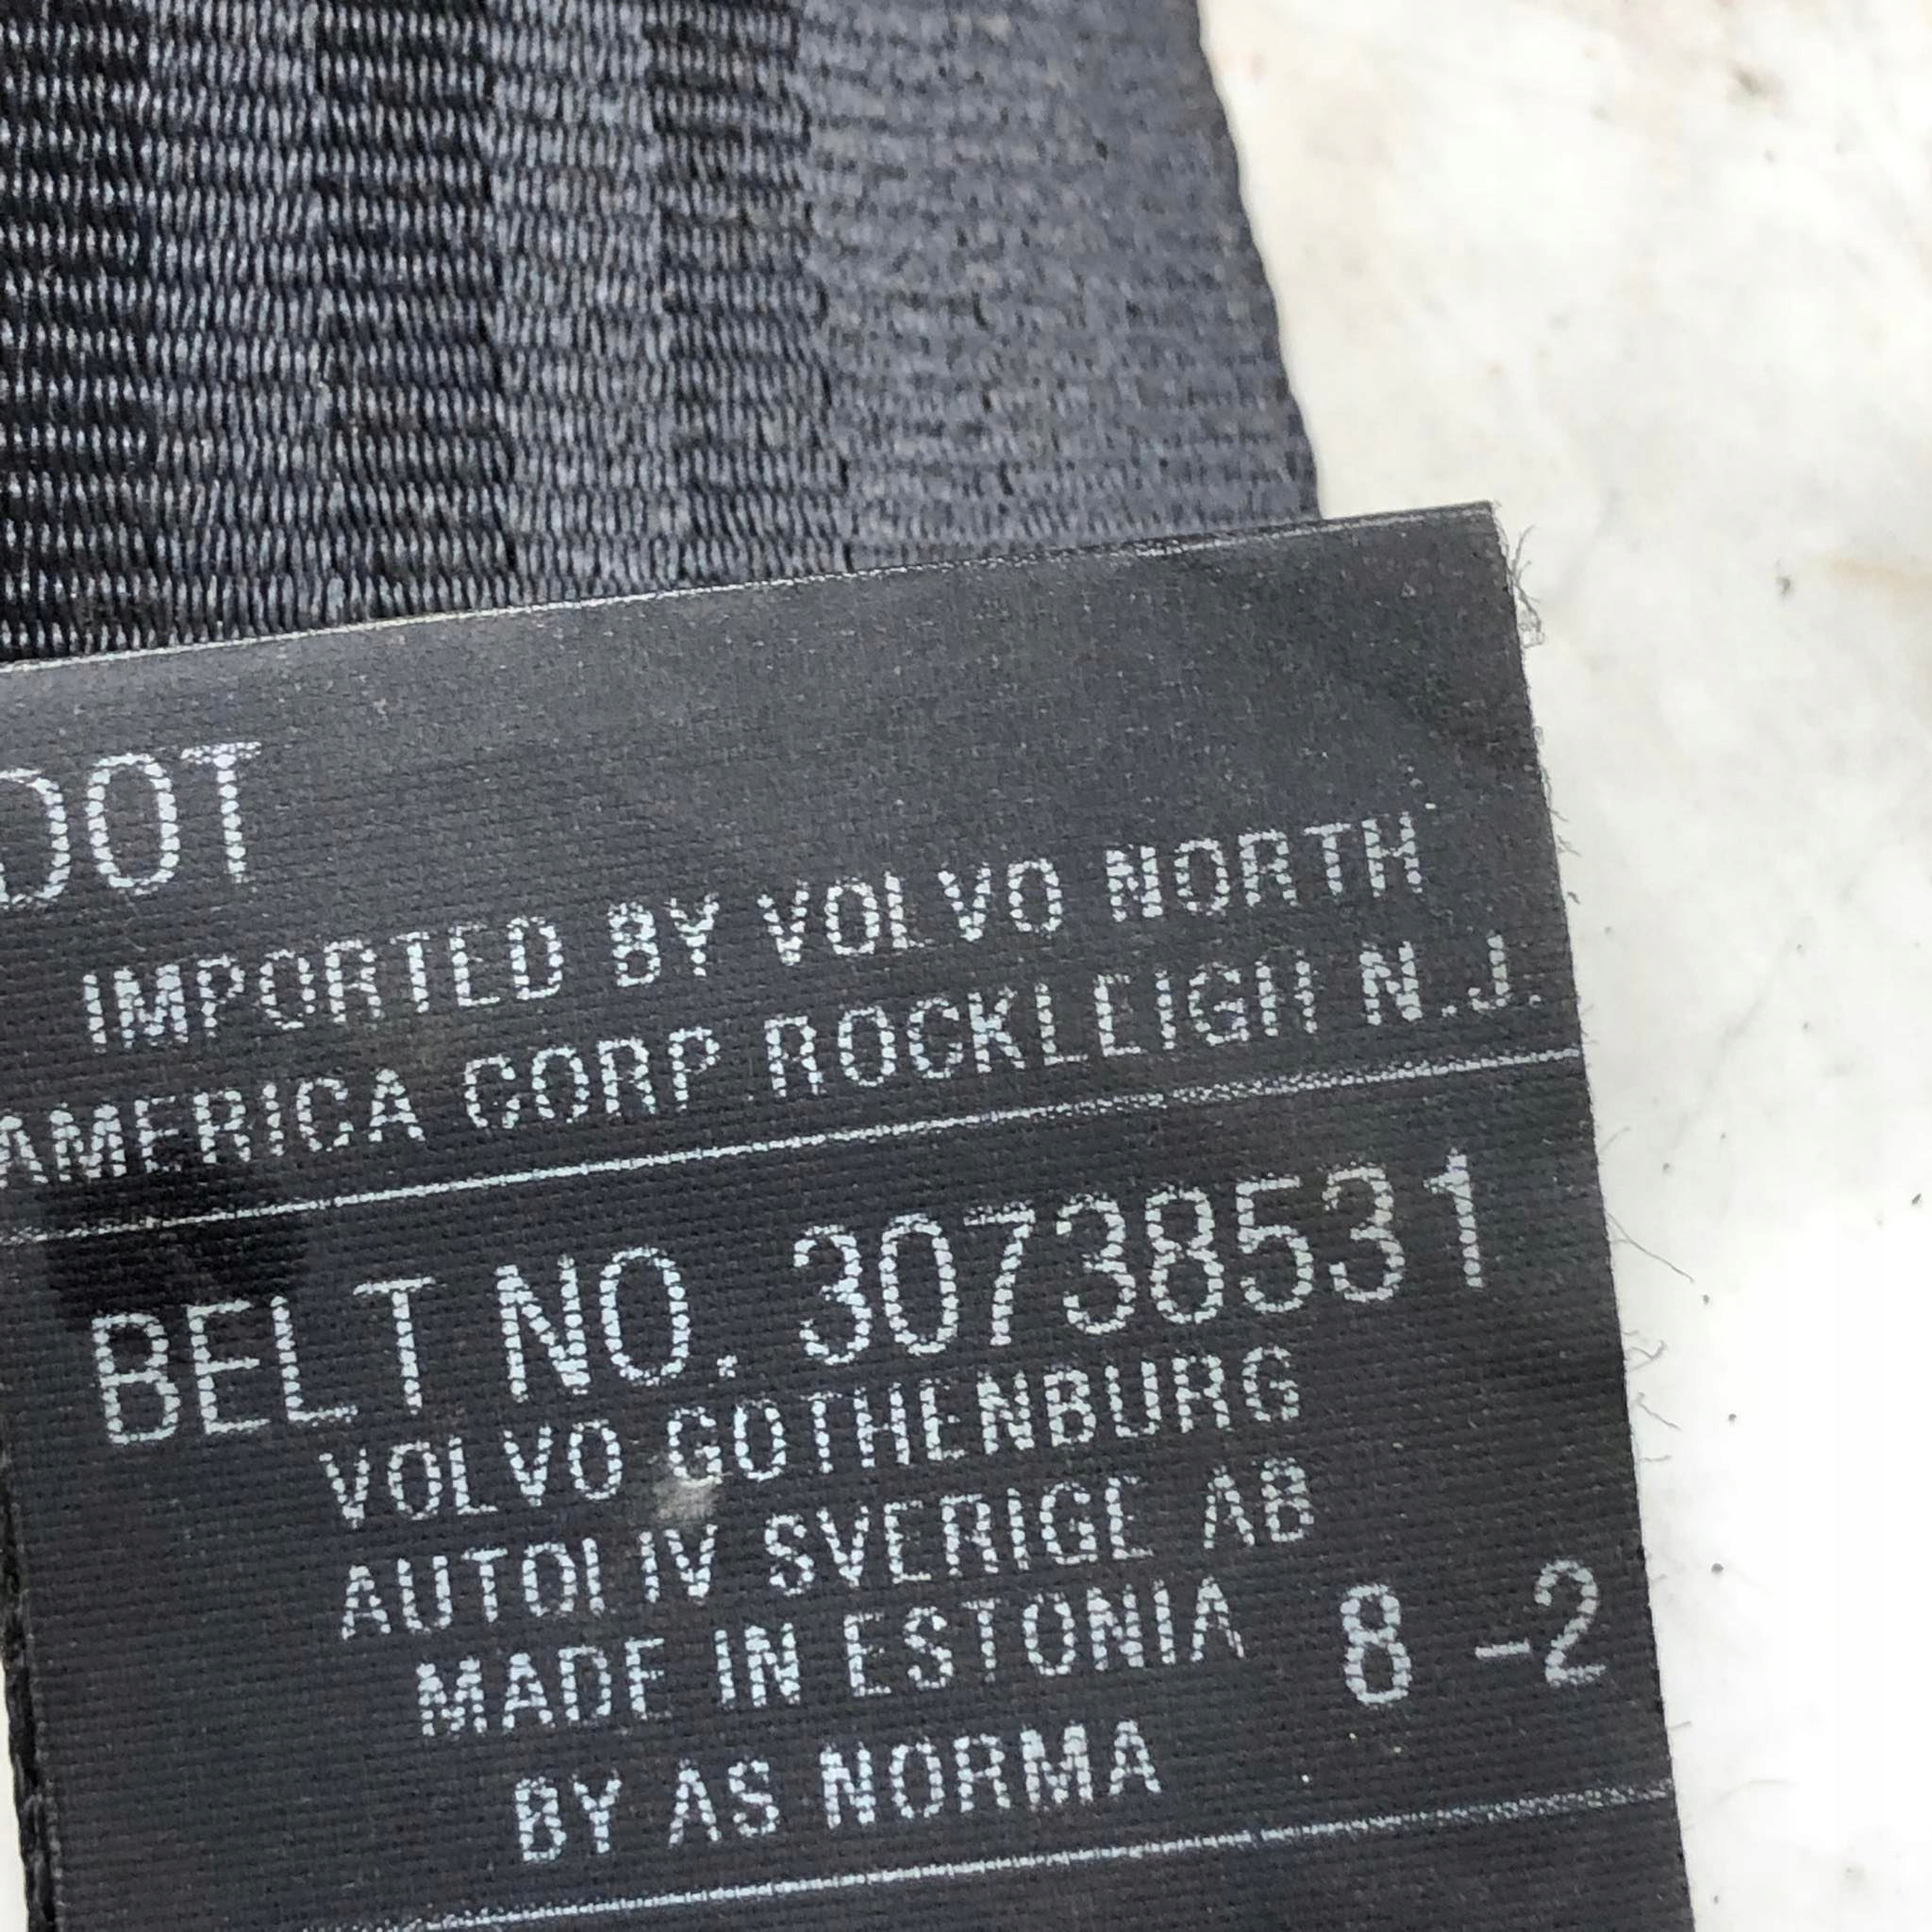 DOT
IMPORTED BY VOLVO NORTH
AMERICA CORP. ROCKLEIGH N.J.
BELT NO. 30738531
VOLVO GOTHENBURG
AUTOLIV SVERIGE AB
MADE IN ESTONIA 8 -2
BY AS NORMA